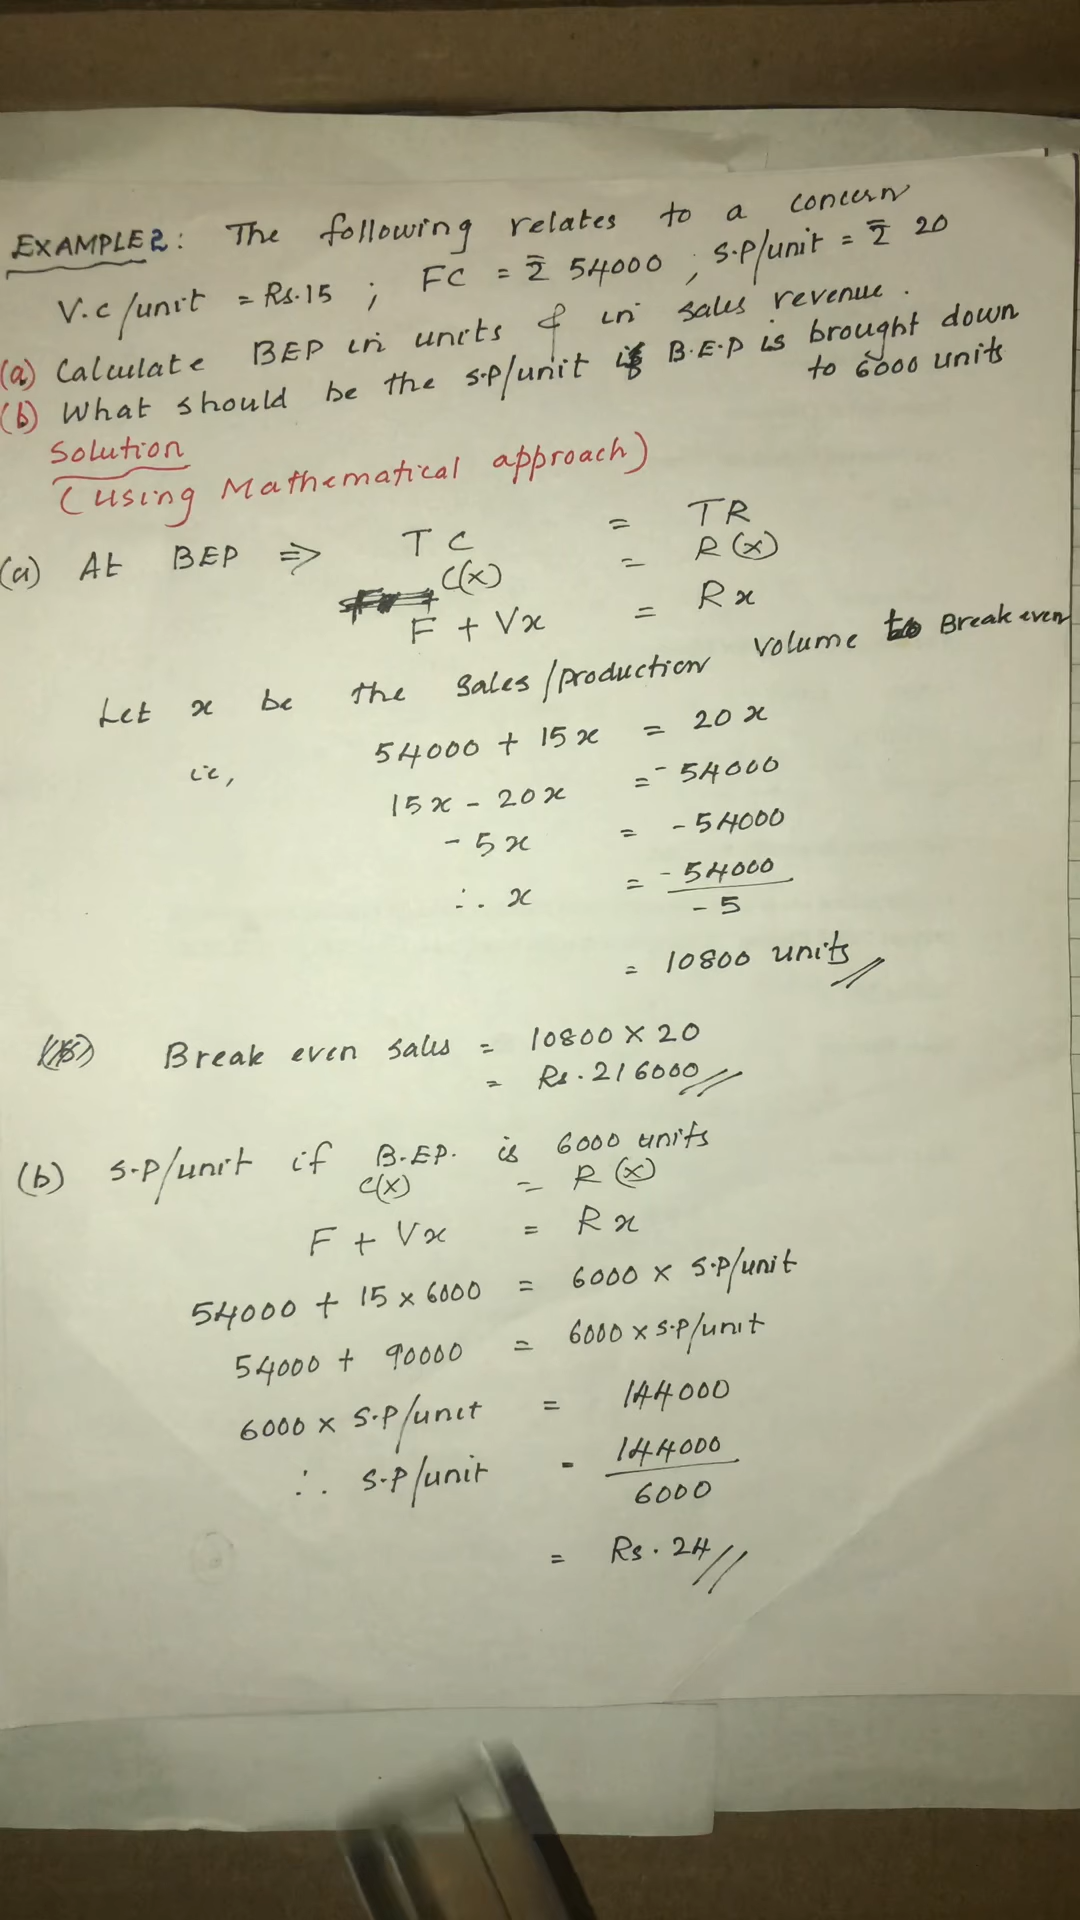 EXAMPLE 2: The following relates to a concern
V.C/unit = Rs.15 ; FC = ₹ 54000 , S.P/unit = ₹ 20
(a) Calculate BEP in units & in sales revenue.
(b) What should be the S.P/unit if B.E.P is brought down
to 6000 units
Solution
(Using Mathematical approach)
(a) At BEP ⇒ TC = TR
C(x) = R(x)
F + Vx = Rx
Let x be the sales/production volume to Break even
ie, 54000 + 15x = 20x
15x - 20x = - 54000
- 5x = - 54000
∴ x = - 54000 / - 5
= 10800 units
Break even sales = 10800 x 20
= Rs. 216000
(b) S.P/unit if B.EP. is 6000 units
C(x) = R(x)
F + Vx = Rx
54000 + 15 x 6000 = 6000 x S.P/unit
54000 + 90000 = 6000 x S.P/unit
6000 x S.P/unit = 144000
∴ S.P/unit = 144000 / 6000
= Rs. 24